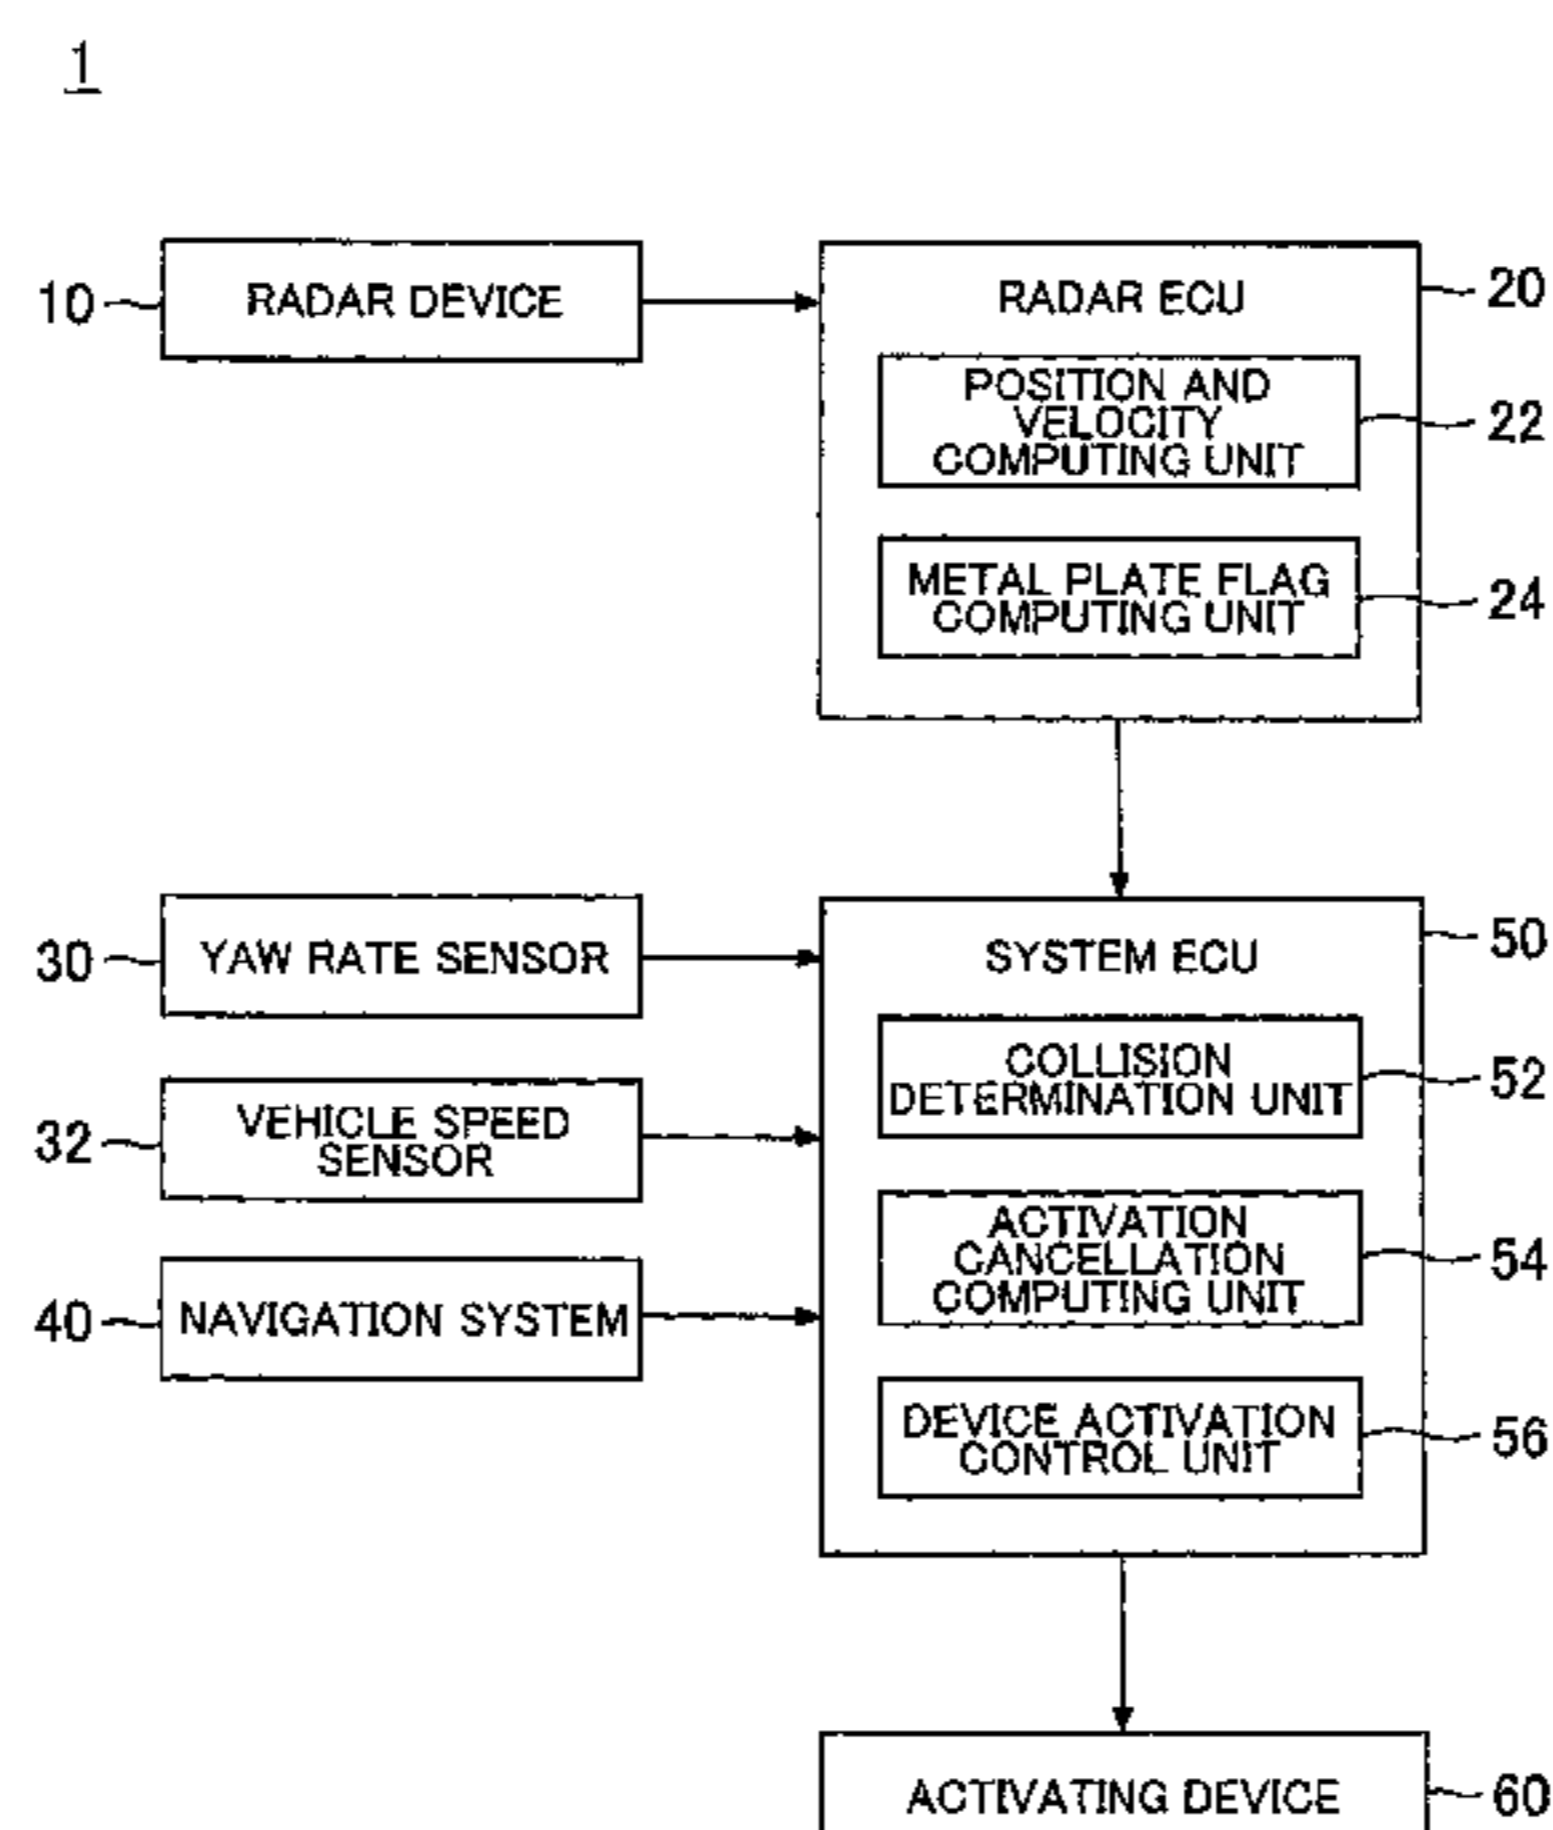 1
10
RADAR DEVICE
RADAR ECU
20
POSITION AND
VELOCITY
COMPUTING UNIT
22
METAL PLATE FLAG
COMPUTING UNIT
24
30
YAW RATE SENSOR
SYSTEM ECU
50
COLLISION
DETERMINATION UNIT
52
32
VEHICLE SPEED
SENSOR
ACTIVATION
CANCELLATION
COMPUTING UNIT
54
40
NAVIGATION SYSTEM
DEVICE ACTIVATION
CONTROL UNIT
56
ACTIVATING DEVICE
60